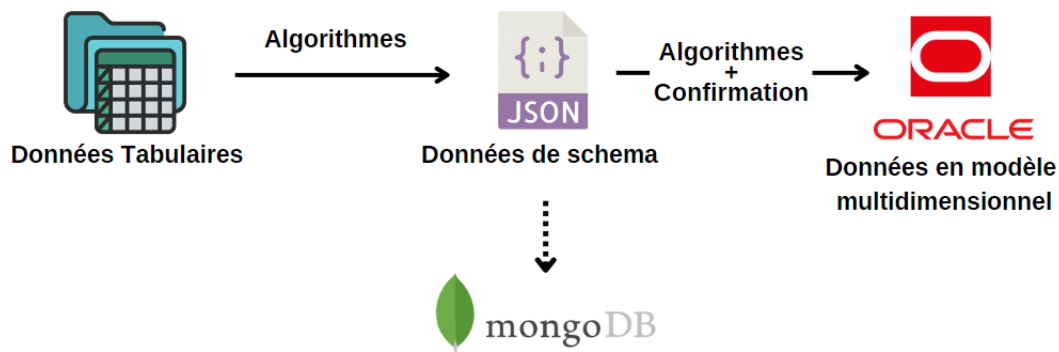 Algorithmes
Données Tabulaires
{;}
JSON
Données de schema
Algorithmes
+
Confirmation
ORACLE
Données en modèle
multidimensionnel
mongoDB